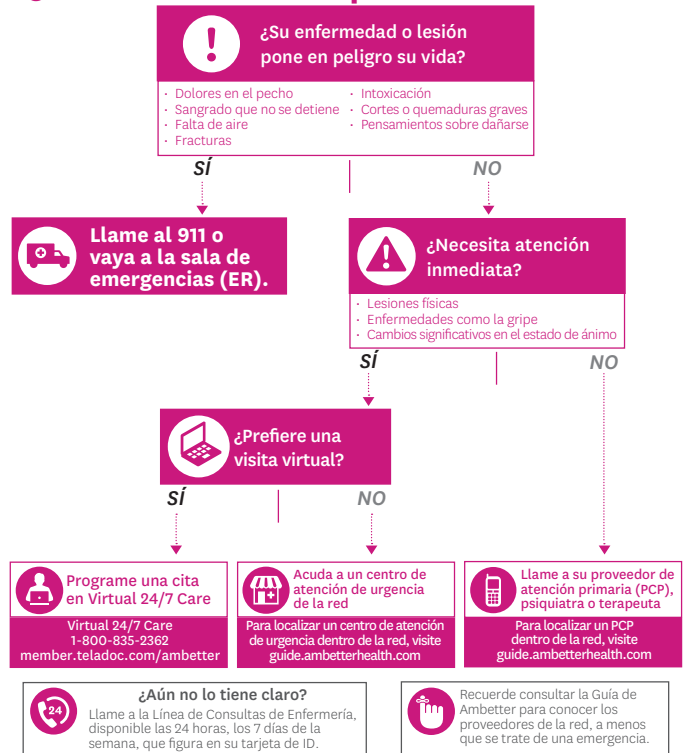 ¿Su enfermedad o lesión
pone en peligro su vida?
· Dolores en el pecho
· Sangrado que no se detiene
· Falta de aire
· Fracturas
· Intoxicación
· Cortes o quemaduras graves
· Pensamientos sobre dañarse
SÍ
NO
Llame al 911 o
vaya a la sala de
emergencias (ER).
¿Necesita atención
inmediata?
· Lesiones físicas
· Enfermedades como la gripe
· Cambios significativos en el estado de ánimo
SÍ
NO
¿Prefiere una
visita virtual?
SÍ
NO
Programe una cita
en Virtual 24/7 Care
Virtual 24/7 Care
1-800-835-2362
member.teladoc.com/ambetter
Acuda a un centro de
atención de urgencia
de la red
Para localizar un centro de atención
de urgencia dentro de la red, visite
guide.ambetterhealth.com
Llame a su proveedor de
atención primaria (PCP),
psiquiatra o terapeuta
Para localizar un PCP
dentro de la red, visite
guide.ambetterhealth.com
24
¿Aún no lo tiene claro?
Llame a la Línea de Consultas de Enfermería,
disponible las 24 horas, los 7 días de la
semana, que figura en su tarjeta de ID.
Recuerde consultar la Guía de
Ambetter para conocer los
proveedores de la red, a menos
que se trate de una emergencia.